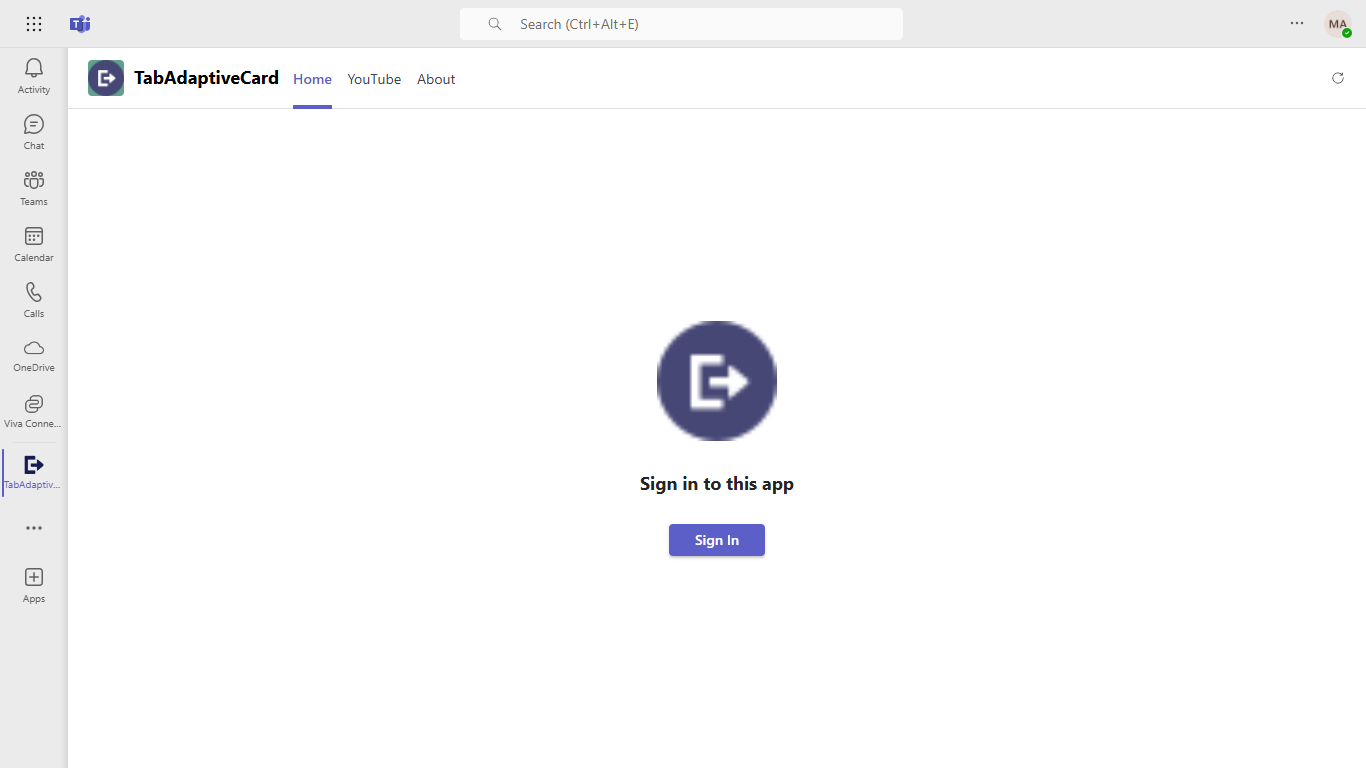 Search (Ctrl+Alt+E)
MA
Activity
Chat
Teams
Calendar
Calls
OneDrive
Viva Conne...
TabAdaptiv...
Apps
TabAdaptiveCard Home YouTube About
Sign in to this app
Sign In